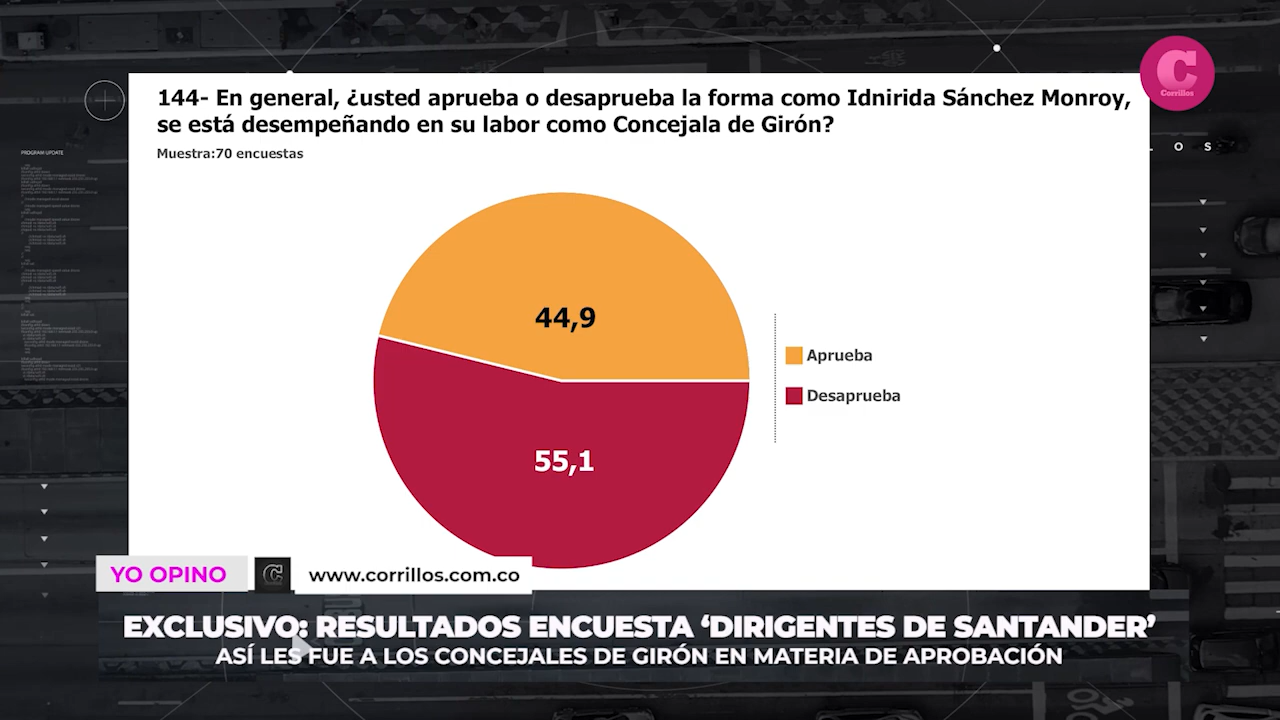 144- En general, ¿usted aprueba o desaprueba la forma como Idnirida Sánchez Monroy,
se está desempeñando en su labor como Concejala de Girón?
Muestra:70 encuestas
Corrillos
L O S
PROGRAM UPDATE
44,9
55,1
Aprueba
Desaprueba
YO OPINO
www.corrillos.com.co
EXCLUSIVO: RESULTADOS ENCUESTA ‘DIRIGENTES DE SANTANDER’
ASÍ LES FUE A LOS CONCEJALES DE GIRÓN EN MATERIA DE APROBACIÓN